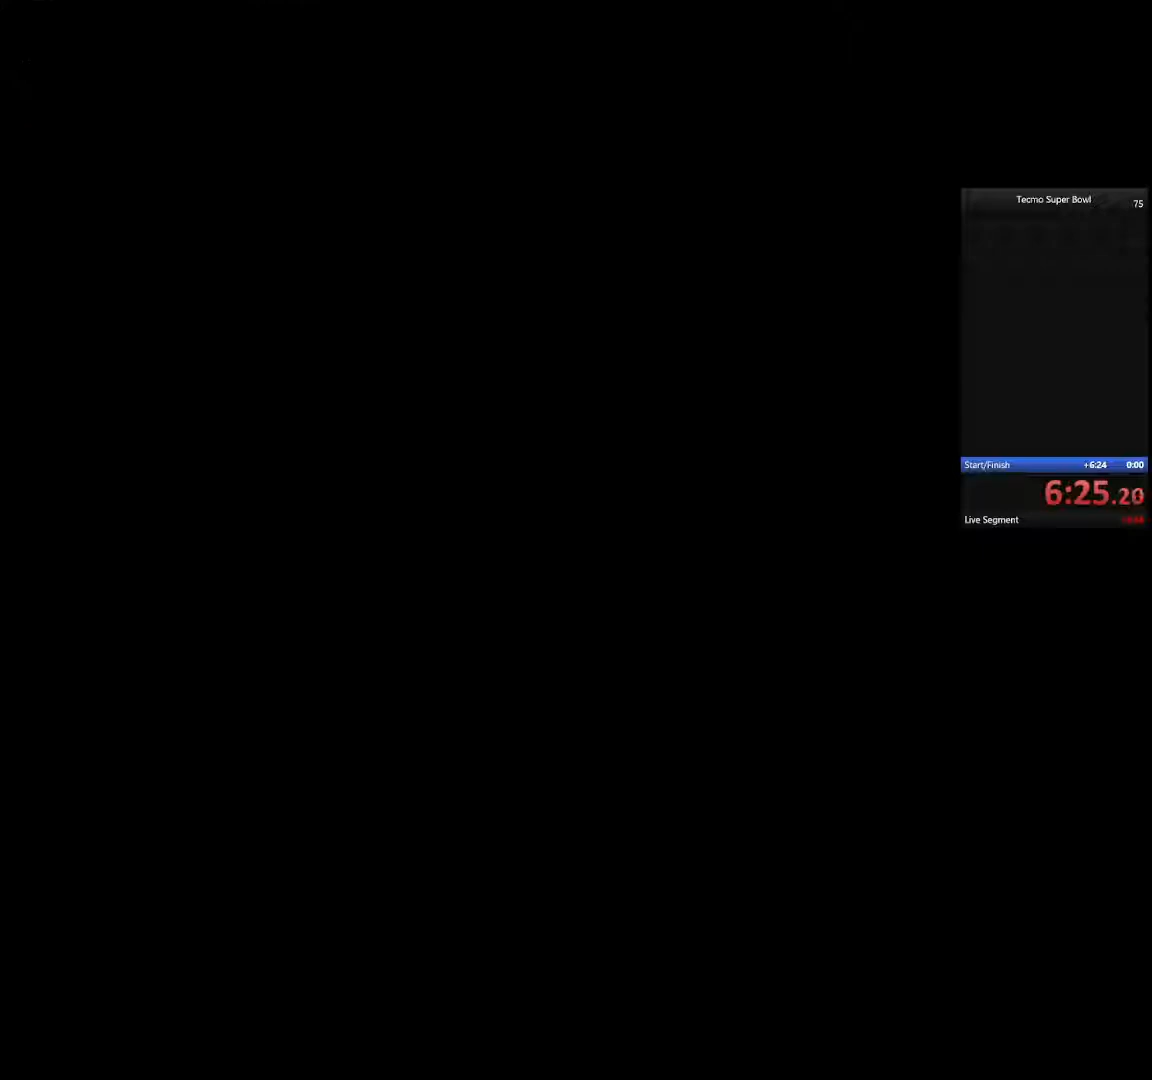 Tecmo Super Bowl
75
Start/Finish +6:24 0:00
6:25.20
Live Segment